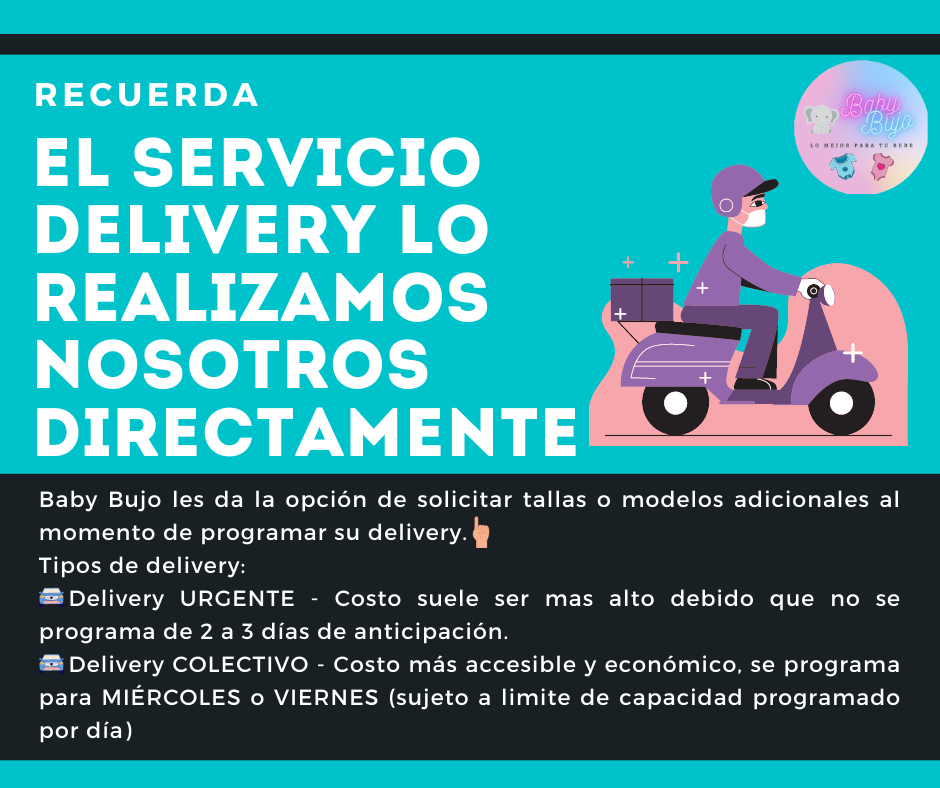 RECUERDA
Baby
Bujo
LO MEJOR PARA TU BEBE
EL SERVICIO
DELIVERY LO
REALIZAMOS
NOSOTROS
DIRECTAMENTE
Baby Bujo les da la opción de solicitar tallas o modelos adicionales al
momento de programar su delivery.☝🏼
Tipos de delivery:
🚘Delivery URGENTE - Costo suele ser mas alto debido que no se
programa de 2 a 3 días de anticipación.
🚘Delivery COLECTIVO - Costo más accesible y económico, se programa
para MIÉRCOLES o VIERNES (sujeto a limite de capacidad programado
por día)